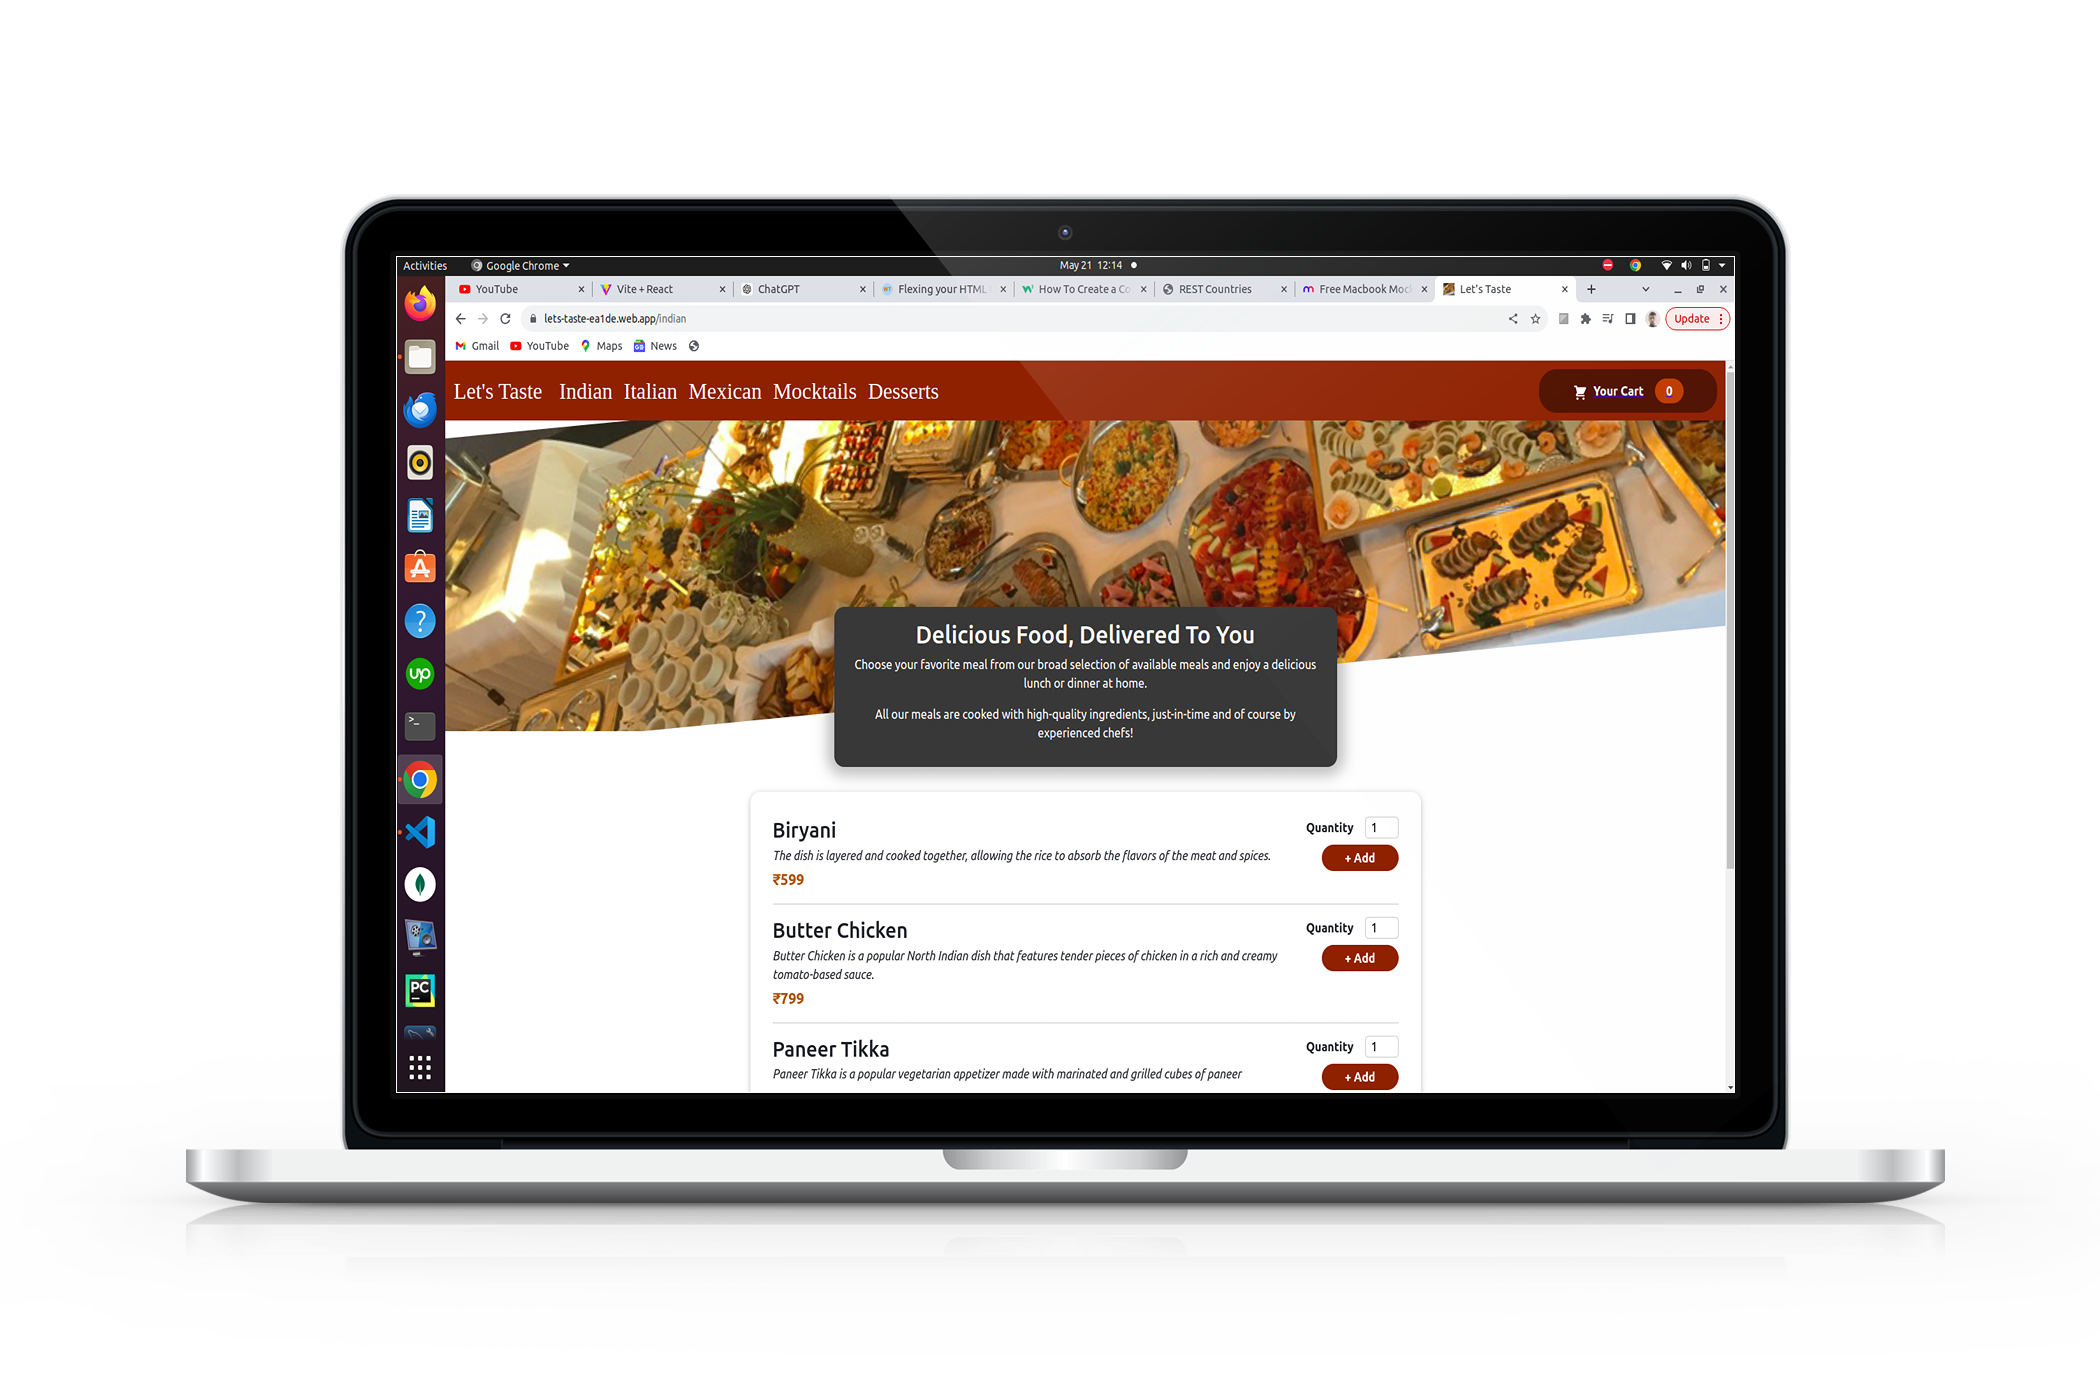 Activities Google Chrome May 21 12:14
YouTube Vite + React ChatGPT Flexing your HTML How To Create a Co REST Countries Free Macbook Moc Let's Taste
lets-taste-ea1de.web.app/indian Update
Gmail YouTube Maps News
Let's Taste Indian Italian Mexican Mocktails Desserts Your Cart 0
Delicious Food, Delivered To You
Choose your favorite meal from our broad selection of available meals and enjoy a delicious
lunch or dinner at home.
All our meals are cooked with high-quality ingredients, just-in-time and of course by
experienced chefs!
Biryani Quantity 1
The dish is layered and cooked together, allowing the rice to absorb the flavors of the meat and spices. + Add
₹599
Butter Chicken Quantity 1
Butter Chicken is a popular North Indian dish that features tender pieces of chicken in a rich and creamy + Add
tomato-based sauce.
₹799
Paneer Tikka Quantity 1
Paneer Tikka is a popular vegetarian appetizer made with marinated and grilled cubes of paneer + Add
up
PC